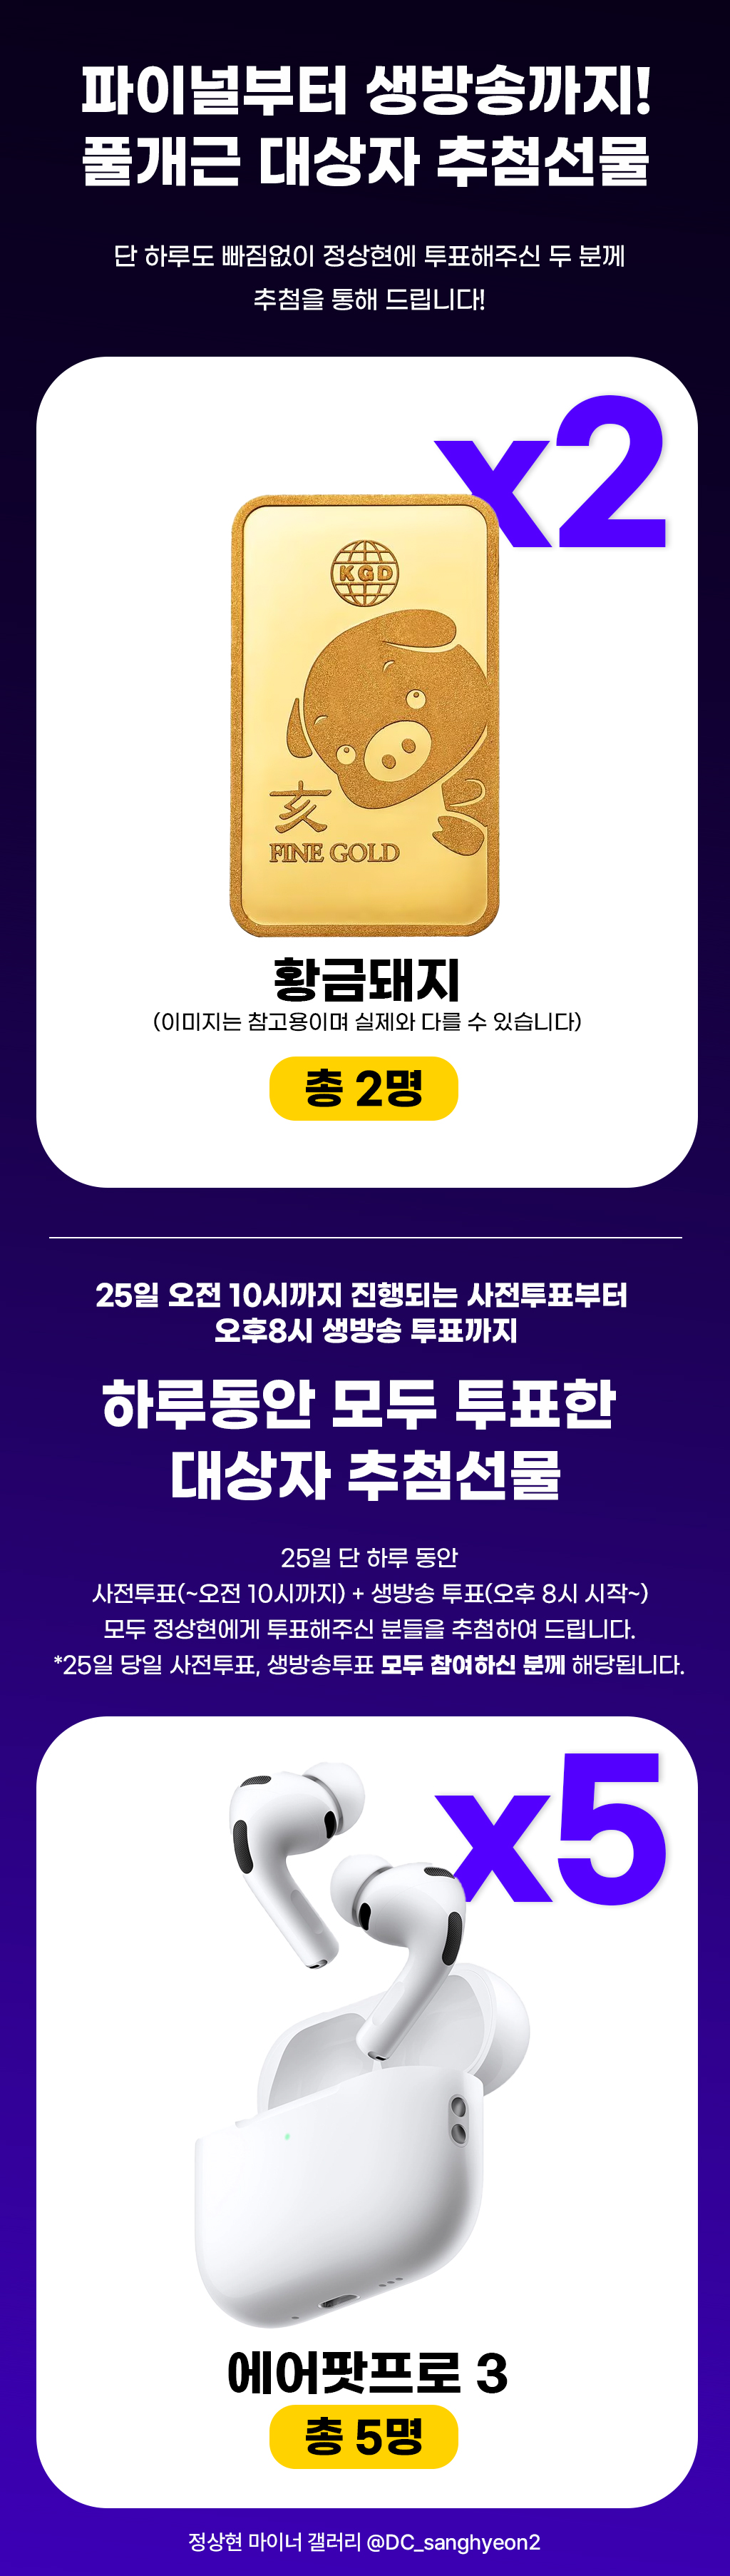 파이널부터 생방송까지!
풀개근 대상자 추첨선물
단 하루도 빠짐없이 정상현에 투표해주신 두 분께
추첨을 통해 드립니다!
x2
KGD
亥
FINE GOLD
황금돼지
(이미지는 참고용이며 실제와 다를 수 있습니다)
총 2명
25일 오전 10시까지 진행되는 사전투표부터
오후8시 생방송 투표까지
하루동안 모두 투표한
대상자 추첨선물
25일 단 하루 동안
사전투표(~오전 10시까지) + 생방송 투표(오후 8시 시작~)
모두 정상현에게 투표해주신 분들을 추첨하여 드립니다.
*25일 당일 사전투표, 생방송투표 모두 참여하신 분께 해당됩니다.
x5
에어팟프로 3
총 5명
정상현 마이너 갤러리 @DC_sanghyeon2